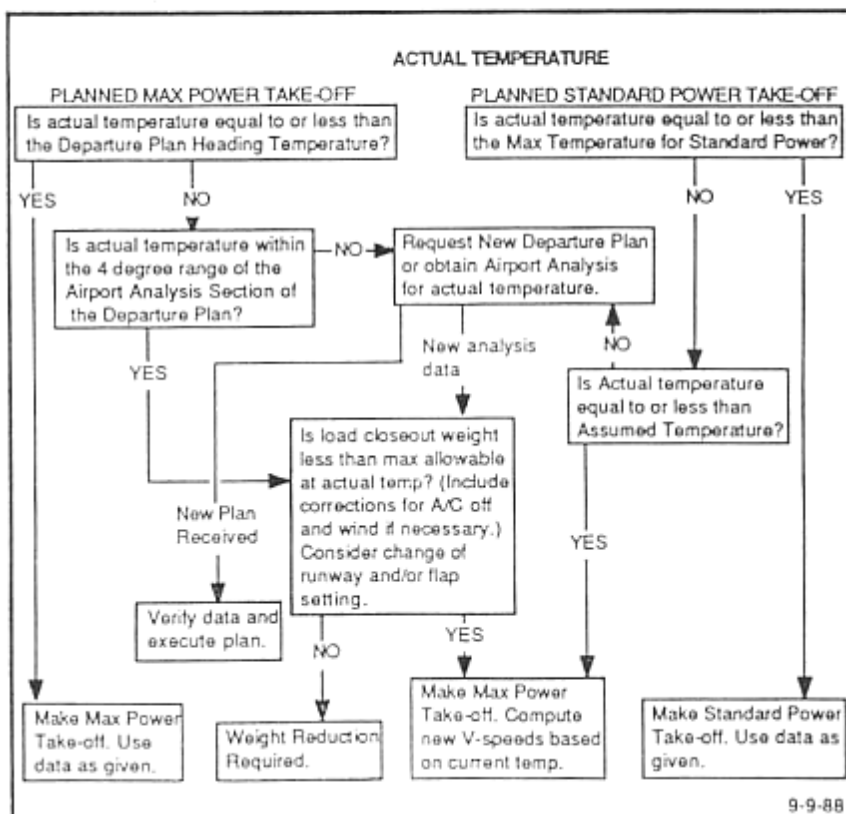 ACTUAL TEMPERATURE
PLANNED MAX POWER TAKE-OFF
PLANNED STANDARD POWER TAKE-OFF
Is actual temperature equal to or less than
the Departure Plan Heading Temperature?
Is actual temperature equal to or less than
the Max Temperature for Standard Power?
YES
NO
NO
YES
Is actual temperature within
the 4 degree range of the
Airport Analysis Section of
the Departure Plan?
NO
Request New Departure Plan
or obtain Airport Analysis
for actual temperature.
YES
New analysis
data
NO
Is Actual temperature
equal to or less than
Assumed Temperature?
Is load closeout weight
less than max allowable
at actual temp? (Include
corrections for A/C off
and wind if necessary.)
Consider change of
runway and/or flap
setting.
New Plan
Received
YES
Verify data and
execute plan.
NO
YES
Make Max Power
Take-off. Use
data as given.
Weight Reduction
Required.
Make Max Power
Take-off. Compute
new V-speeds based
on current temp.
Make Standard Power
Take-off. Use data as
given.
9-9-88